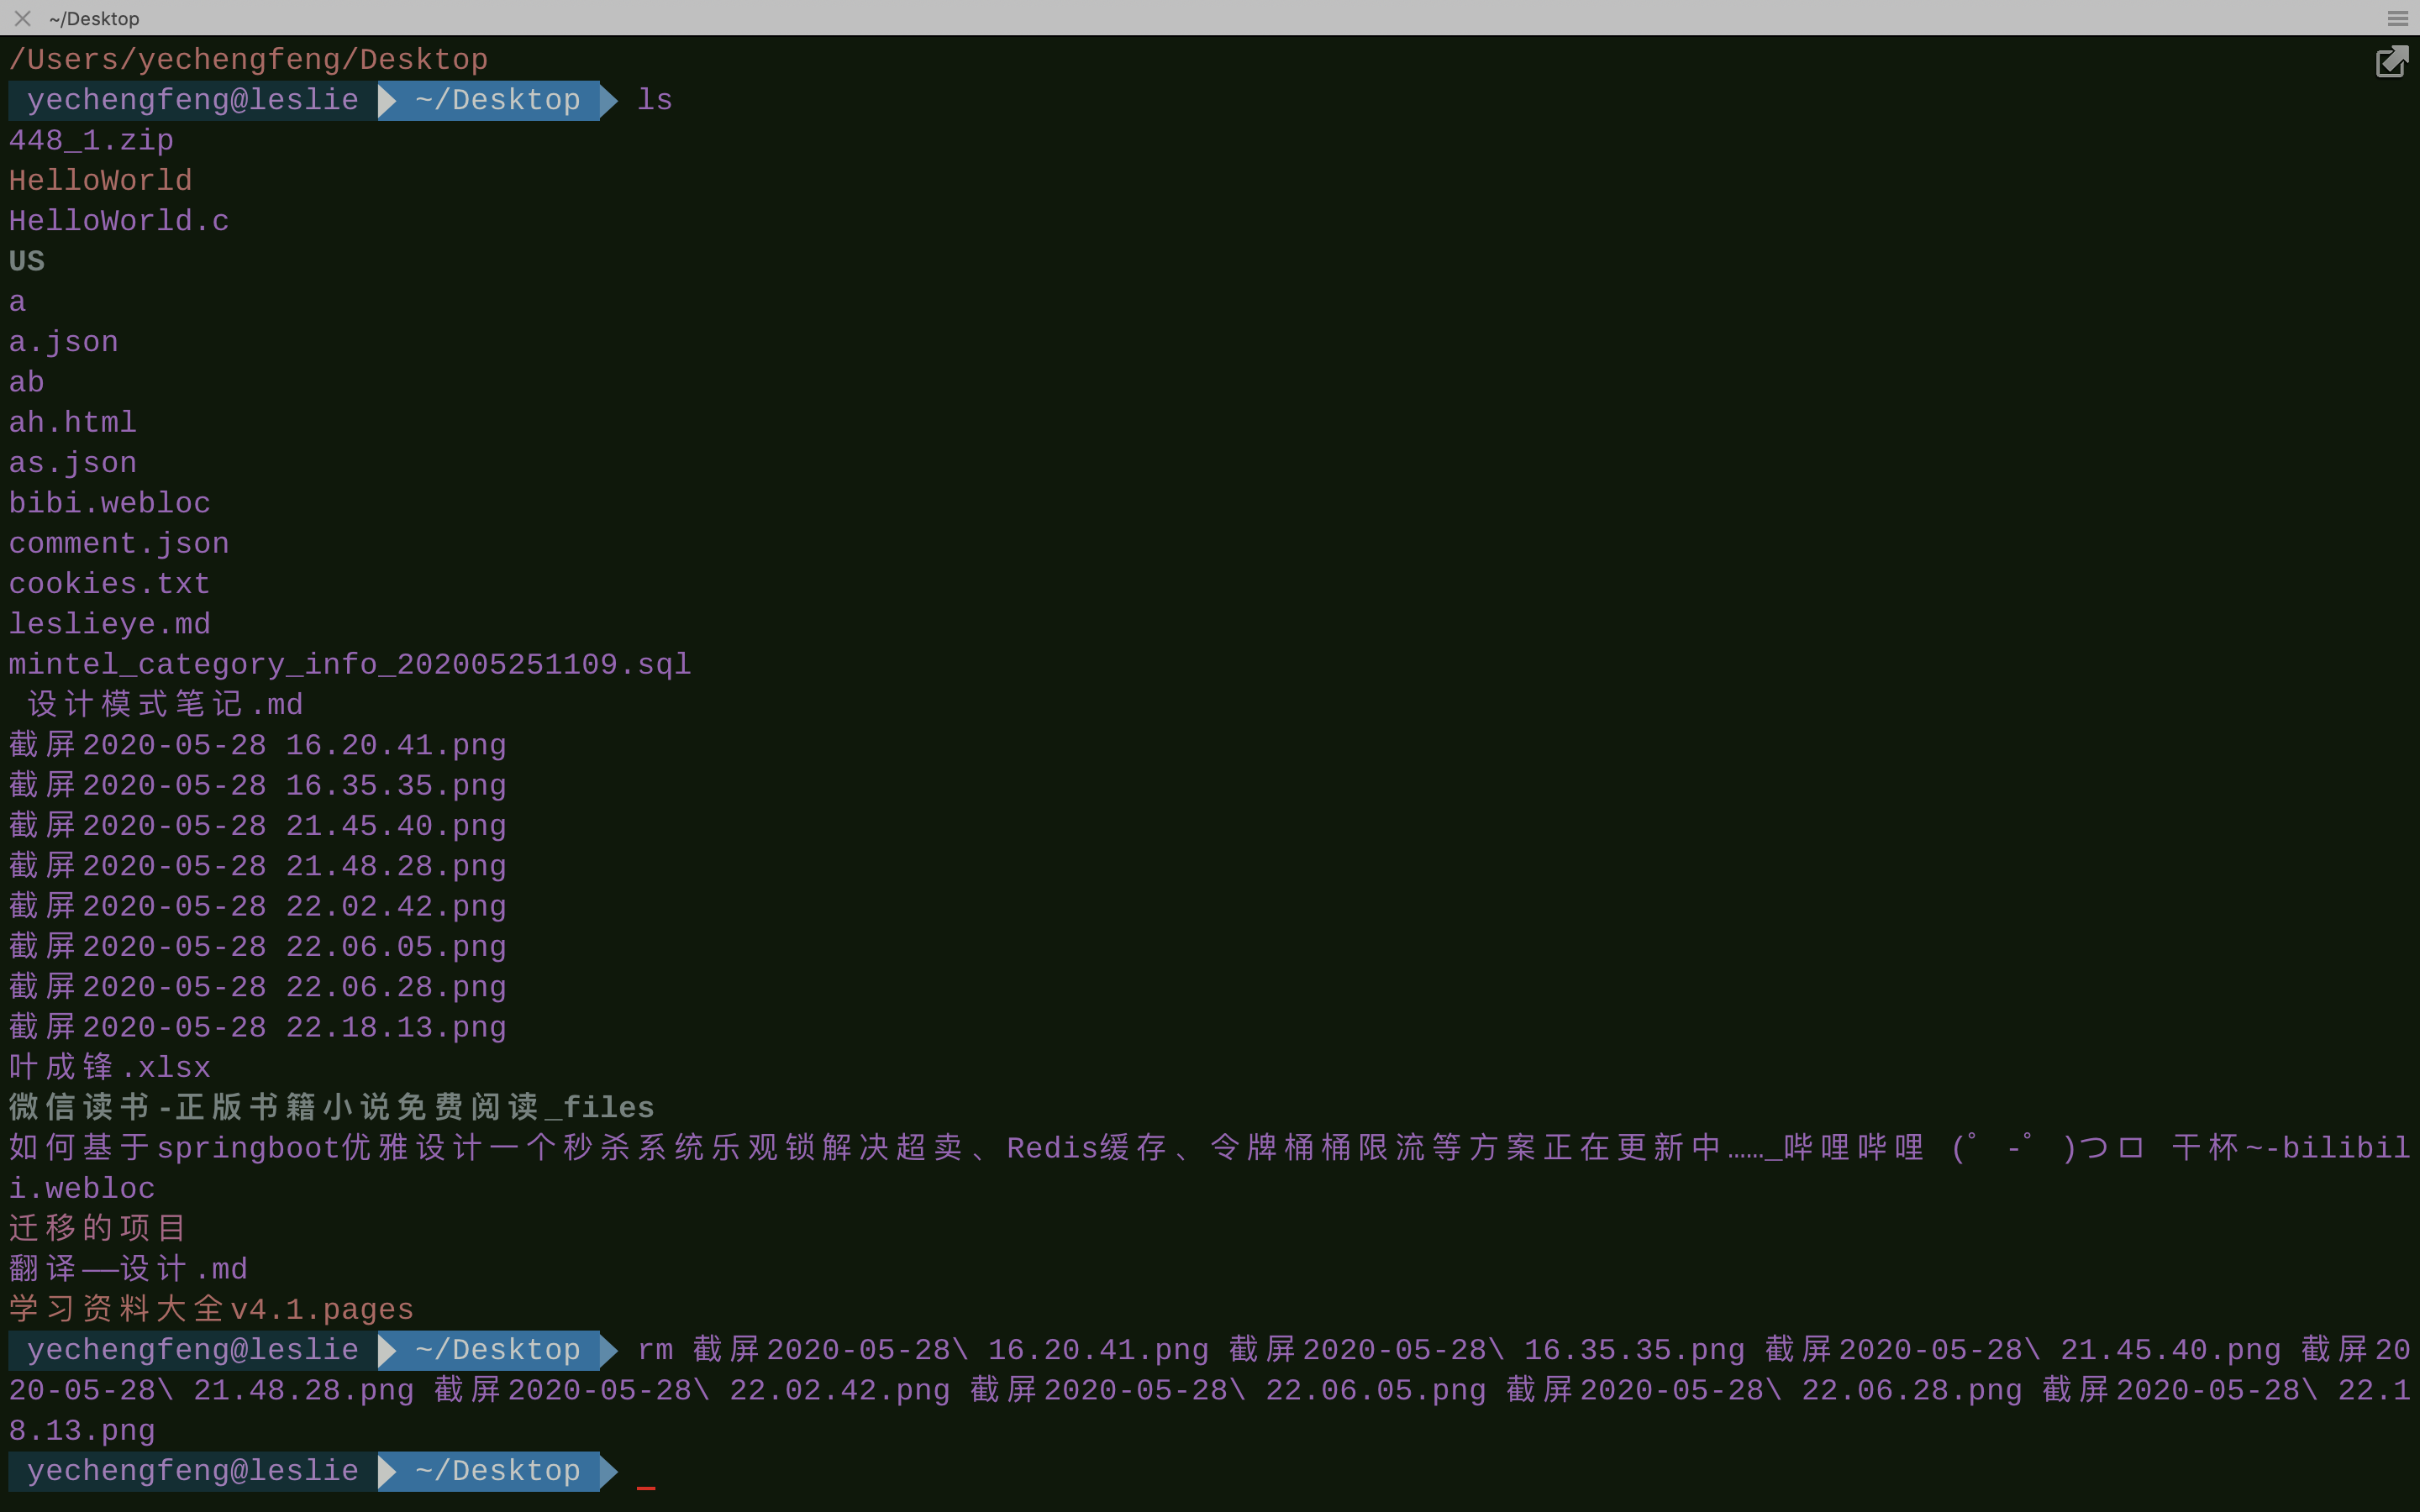 ~/Desktop
/Users/yechengfeng/Desktop
yechengfeng@leslie ~/Desktop ls
448_1.zip
HelloWorld
HelloWorld.c
US
a
a.json
ab
ah.html
as.json
bibi.webloc
comment.json
cookies.txt
leslieye.md
mintel_category_info_202005251109.sql
设计模式笔记.md
截屏2020-05-28 16.20.41.png
截屏2020-05-28 16.35.35.png
截屏2020-05-28 21.45.40.png
截屏2020-05-28 21.48.28.png
截屏2020-05-28 22.02.42.png
截屏2020-05-28 22.06.05.png
截屏2020-05-28 22.06.28.png
截屏2020-05-28 22.18.13.png
叶成锋.xlsx
微信读书-正版书籍小说免费阅读_files
如何基于springboot优雅设计一个秒杀系统乐观锁解决超卖、Redis缓存、令牌桶桶限流等方案正在更新中……_哔哩哔哩 (゜-゜)つロ 干杯~-bilibil
i.webloc
迁移的项目
翻译——设计.md
学习资料大全v4.1.pages
yechengfeng@leslie ~/Desktop rm 截屏2020-05-28\ 16.20.41.png 截屏2020-05-28\ 16.35.35.png 截屏2020-05-28\ 21.45.40.png 截屏20
20-05-28\ 21.48.28.png 截屏2020-05-28\ 22.02.42.png 截屏2020-05-28\ 22.06.05.png 截屏2020-05-28\ 22.06.28.png 截屏2020-05-28\ 22.1
8.13.png
yechengfeng@leslie ~/Desktop